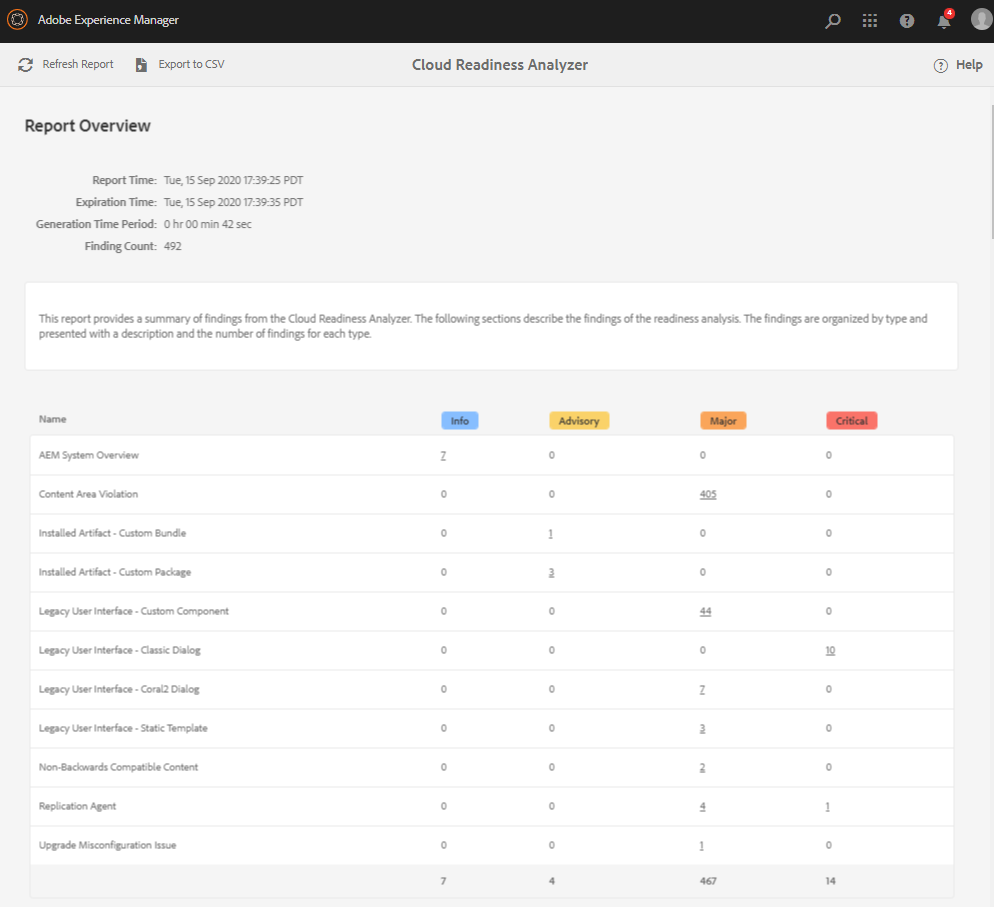 Adobe Experience Manager
4
Refresh Report Export to CSV Cloud Readiness Analyzer Help
Report Overview
Report Time: Tue, 15 Sep 2020 17:39:25 PDT
Expiration Time: Tue, 15 Sep 2020 17:39:35 PDT
Generation Time Period: 0 hr 00 min 42 sec
Finding Count: 492
This report provides a summary of findings from the Cloud Readiness Analyzer. The following sections describe the findings of the readiness analysis. The findings are organized by type and
presented with a description and the number of findings for each type.
Name Info Advisory Major Critical
AEM System Overview 7 0 0 0
Content Area Violation 0 0 405 0
Installed Artifact - Custom Bundle 0 1 0 0
Installed Artifact - Custom Package 0 3 0 0
Legacy User Interface - Custom Component 0 0 44 0
Legacy User Interface - Classic Dialog 0 0 0 10
Legacy User Interface - Coral2 Dialog 0 0 7 0
Legacy User Interface - Static Template 0 0 3 0
Non-Backwards Compatible Content 0 0 2 0
Replication Agent 0 0 4 1
Upgrade Misconfiguration Issue 0 0 1 0
7 4 467 14